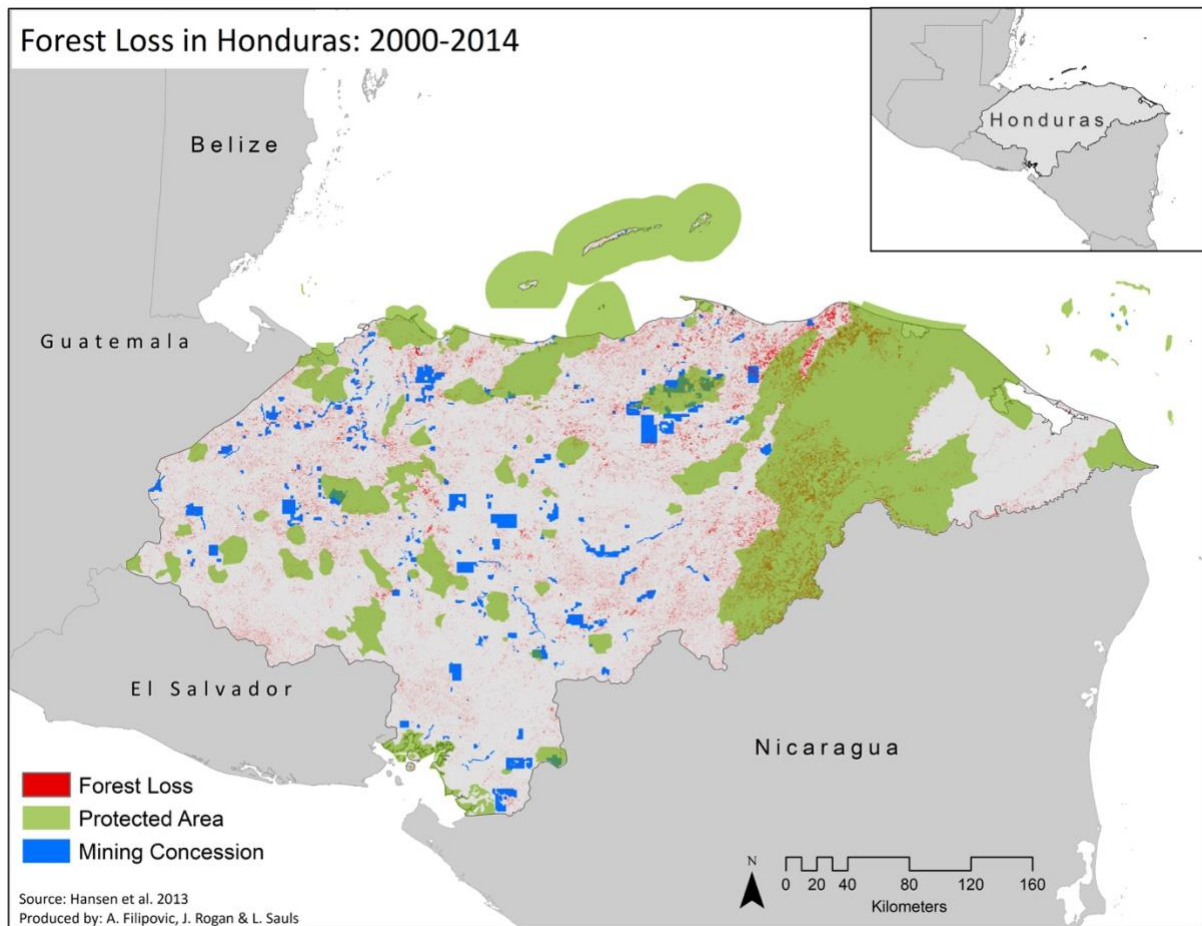 Forest Loss in Honduras: 2000-2014
Belize
Honduras
Guatemala
El Salvador
Nicaragua
Forest Loss
Protected Area
Mining Concession
N
0 20 40 80 120 160
Kilometers
Source: Hansen et al. 2013
Produced by: A. Filipovic, J. Rogan & L. Sauls